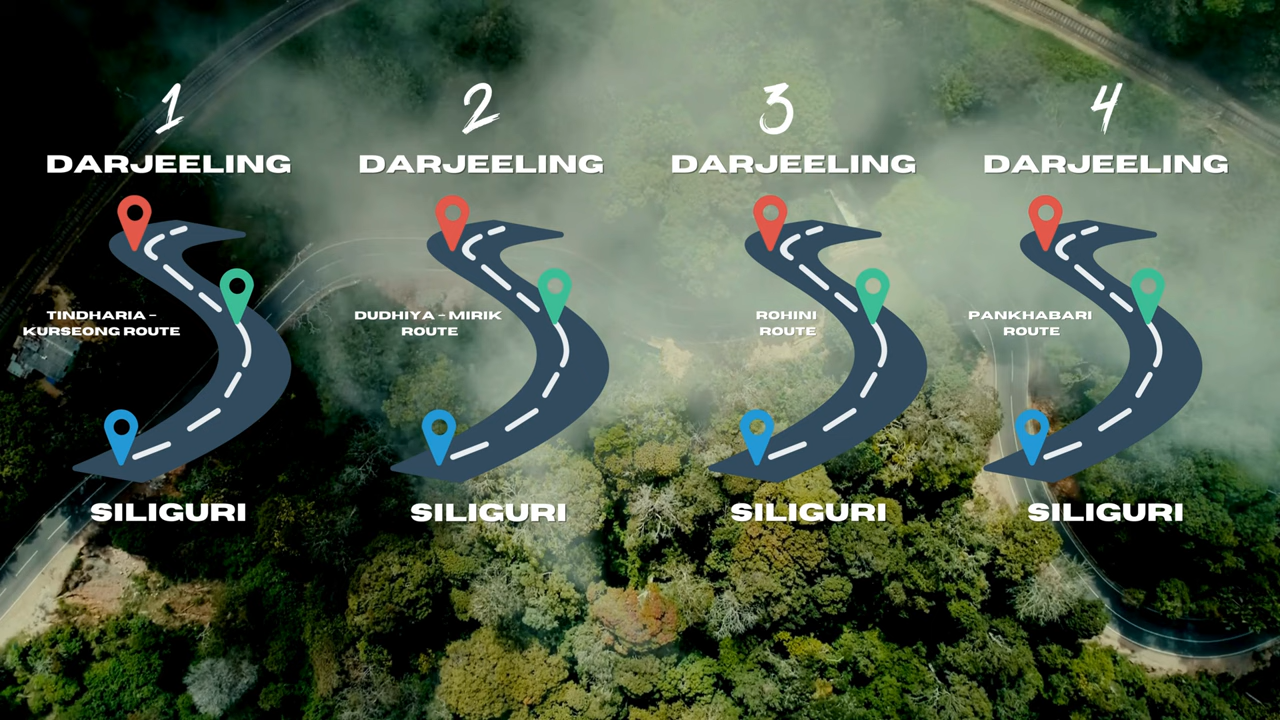 1
DARJEELING
TINDHARIA -
KURSEONG ROUTE
SILIGURI
2
DARJEELING
DUDHIYA - MIRIK
ROUTE
SILIGURI
3
DARJEELING
ROHINI
ROUTE
SILIGURI
4
DARJEELING
PANKHABARI
ROUTE
SILIGURI